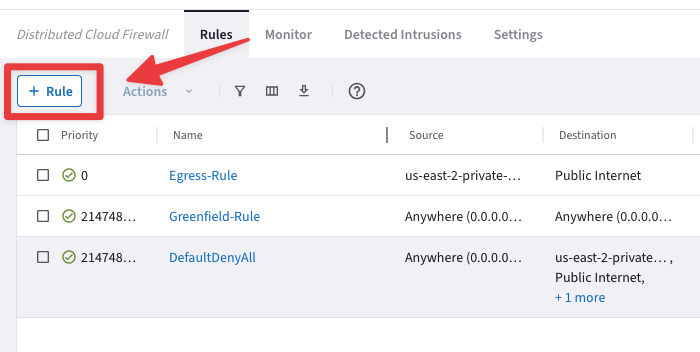 Distributed Cloud Firewall Rules Monitor Detected Intrusions Settings
+ Rule Actions
Priority Name Source Destination
0 Egress-Rule us-east-2-private-... Public Internet
214748... Greenfield-Rule Anywhere (0.0.0.0... Anywhere (0.0.0.0...
214748... DefaultDenyAll Anywhere (0.0.0.0... us-east-2-private... ,
Public Internet,
+ 1 more